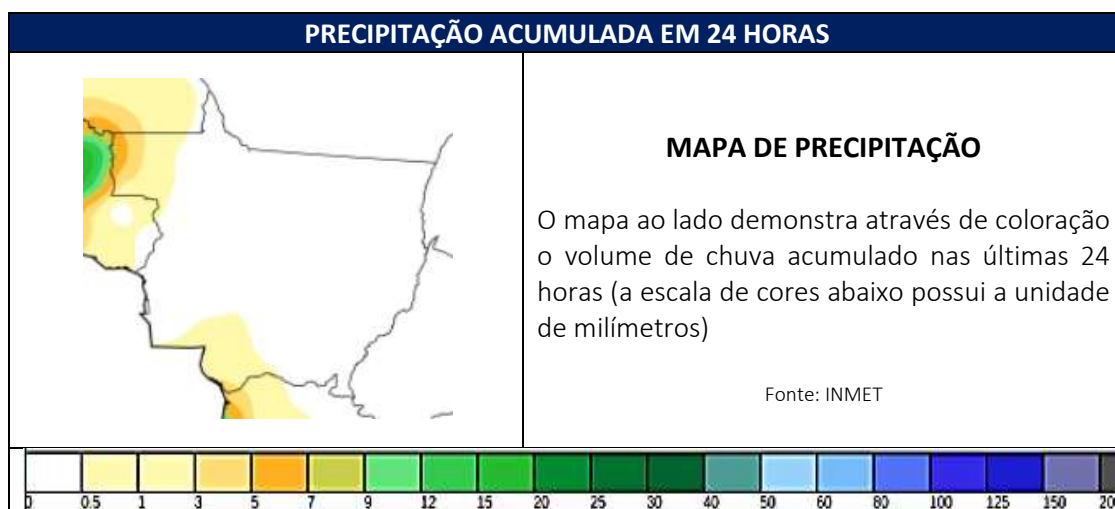 PRECIPITAÇÃO ACUMULADA EM 24 HORAS
MAPA DE PRECIPITAÇÃO
O mapa ao lado demonstra através de coloração
o volume de chuva acumulado nas últimas 24
horas (a escala de cores abaixo possui a unidade
de milímetros)
Fonte: INMET
0 0.5 1 3 5 7 9 12 15 20 25 30 40 50 60 80 100 125 150